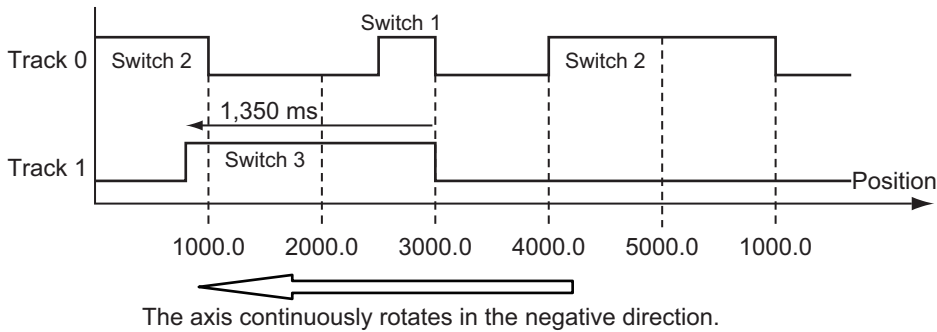 Switch 1
Track 0
Switch 2
Switch 2
1,350 ms
Track 1
Switch 3
Position
1000.0 2000.0 3000.0 4000.0 5000.0 1000.0
The axis continuously rotates in the negative direction.